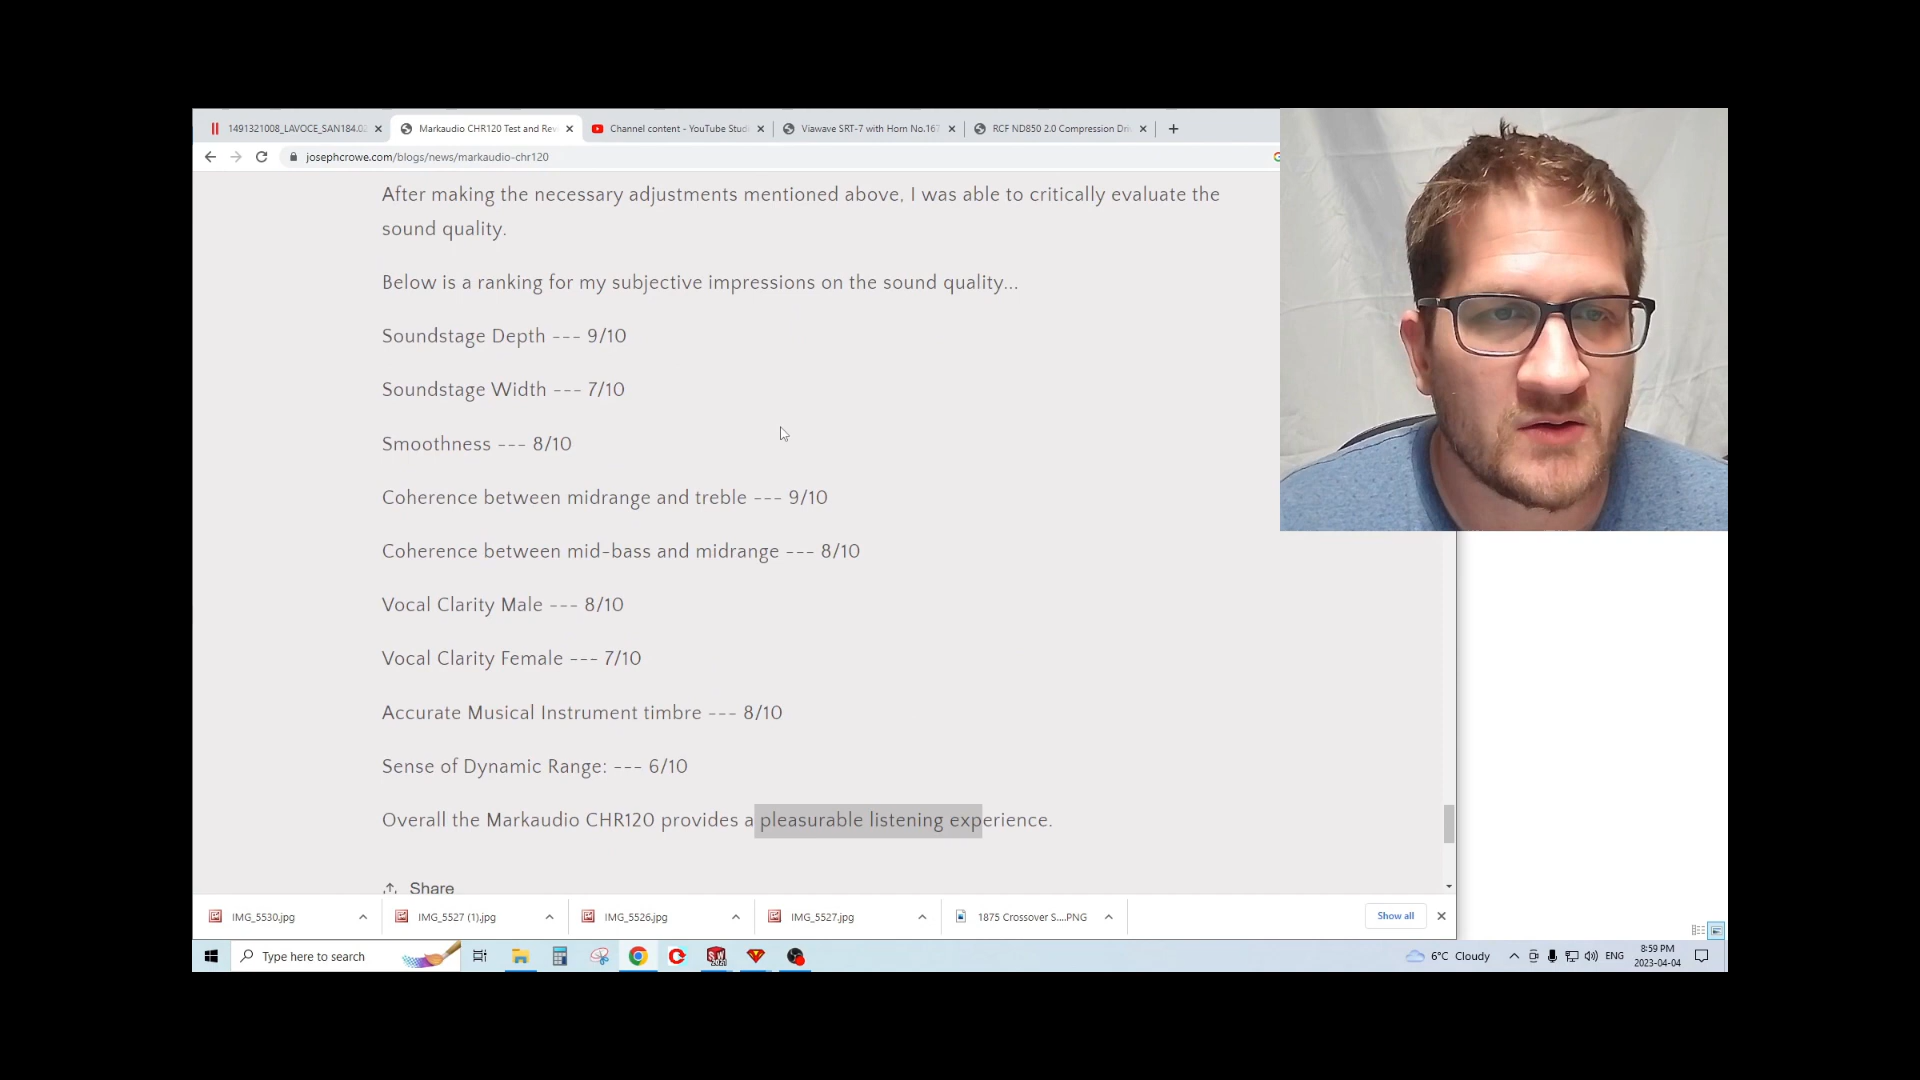 1491321008_LAVOCE_SAN184.02
Markaudio CHR120 Test and Rev
Channel content - YouTube Studi
Viawave SRT-7 with Horn No.167
RCF ND850 2.0 Compression Dri
josephcrowe.com/blogs/news/markaudio-chr120
After making the necessary adjustments mentioned above, I was able to critically evaluate the
sound quality.
Below is a ranking for my subjective impressions on the sound quality...
Soundstage Depth --- 9/10
Soundstage Width --- 7/10
Smoothness --- 8/10
Coherence between midrange and treble --- 9/10
Coherence between mid-bass and midrange --- 8/10
Vocal Clarity Male --- 8/10
Vocal Clarity Female --- 7/10
Accurate Musical Instrument timbre --- 8/10
Sense of Dynamic Range: --- 6/10
Overall the Markaudio CHR120 provides a pleasurable listening experience.
Share
IMG_5530.jpg
IMG_5527 (1).jpg
IMG_5526.jpg
IMG_5527.jpg
1875 Crossover S....PNG
Show all
Type here to search
6°C Cloudy
ENG
8:59 PM
2023-04-04